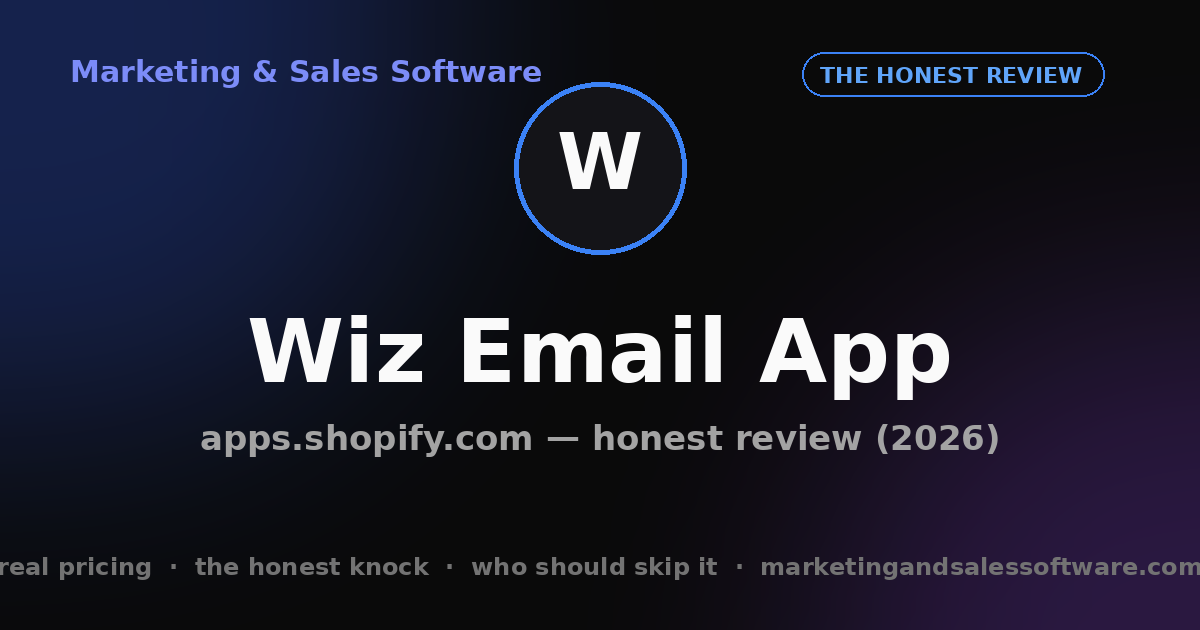 Marketing & Sales Software
THE HONEST REVIEW
W
Wiz Email App
apps.shopify.com — honest review (2026)
real pricing · the honest knock · who should skip it · marketingandsalessoftware.com